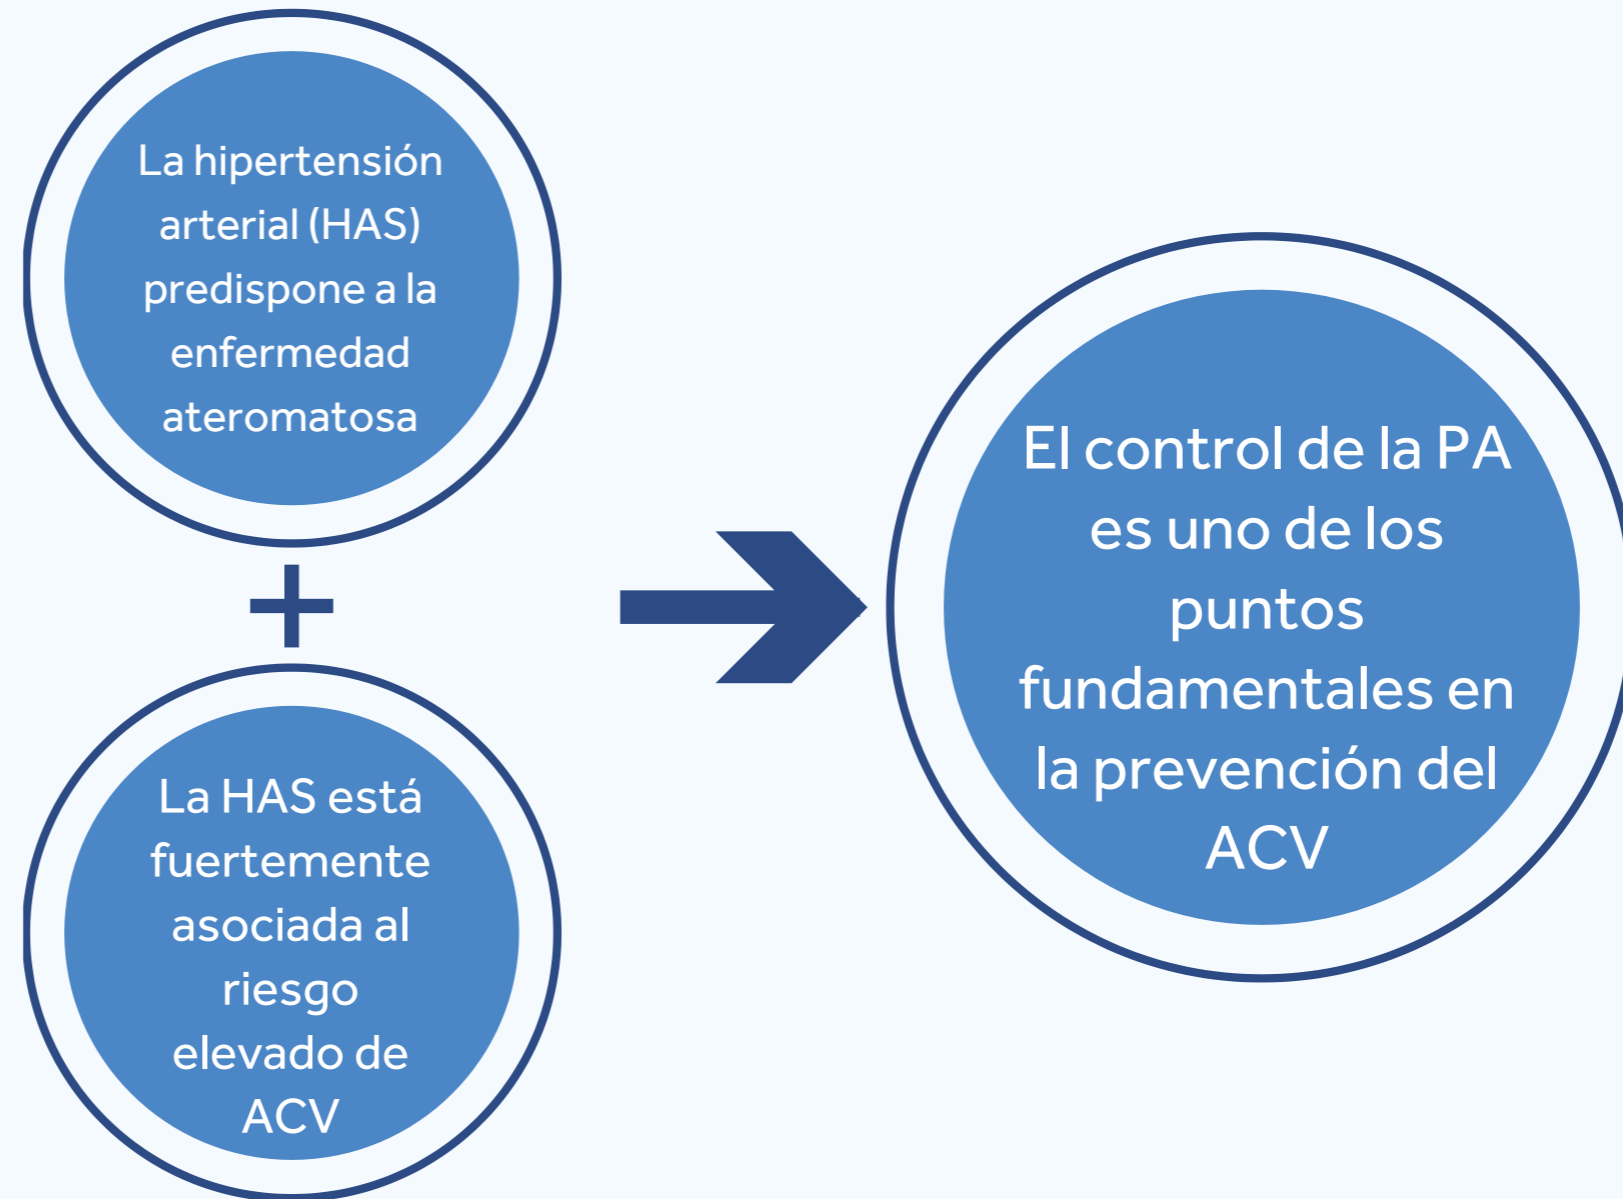 La hipertensión
arterial (HAS)
predispone a la
enfermedad
ateromatosa
+
La HAS está
fuertemente
asociada al
riesgo
elevado de
ACV
El control de la PA
es uno de los
puntos
fundamentales en
la prevención del
ACV